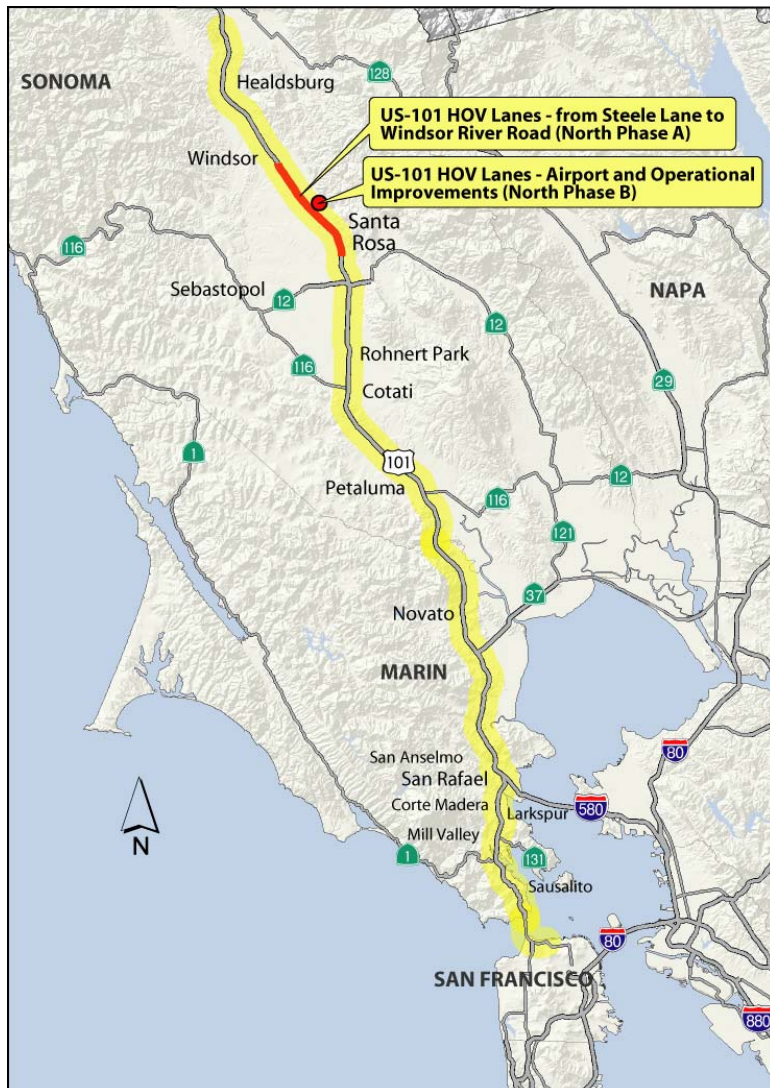 SONOMA
Healdsburg
128
US-101 HOV Lanes - from Steele Lane to
Windsor River Road (North Phase A)
Windsor
US-101 HOV Lanes - Airport and Operational
Improvements (North Phase B)
Santa
Rosa
116
Sebastopol
12
NAPA
12
Rohnert Park
116
29
Cotati
1
101
Petaluma
116
12
121
37
Novato
MARIN
80
San Anselmo
San Rafael
Corte Madera
Larkspur
580
Mill Valley
N
1
131
Sausalito
80
SAN FRANCISCO
880